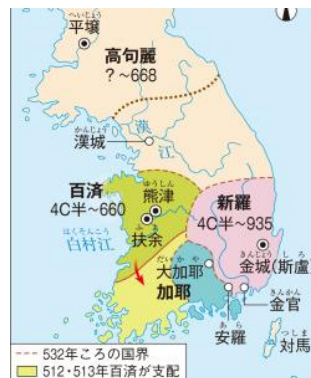 へいじょう
平壌
高句麗
?~668
かんじょう
漢城
漢
江
百済
4C半~660
ゆうしん
熊津
ふよ
扶余
はくそんこう
白村江
新羅
4C半~935
きんじょう しろ
金城(斯盧)
だいかや
大加耶
加耶
きんかん
金官
あら
安羅
つしま
対馬
532年ころの国界
512・513年百済が支配